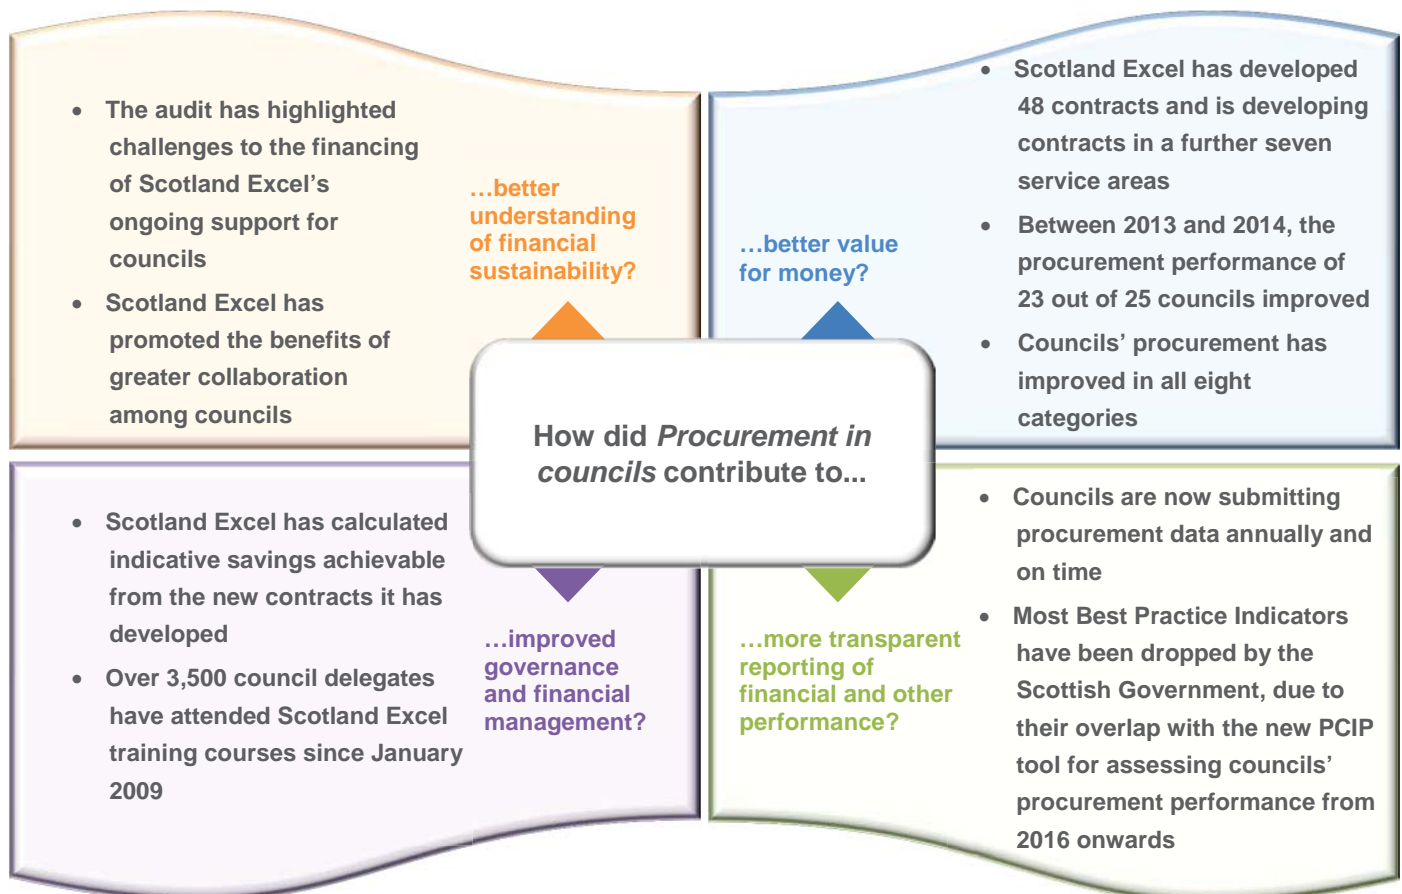 • The audit has highlighted
challenges to the financing
of Scotland Excel’s
ongoing support for
councils
• Scotland Excel has
promoted the benefits of
greater collaboration
among councils
…better
understanding
of financial
sustainability?
…better value
for money?
• Scotland Excel has developed
48 contracts and is developing
contracts in a further seven
service areas
• Between 2013 and 2014, the
procurement performance of
23 out of 25 councils improved
• Councils’ procurement has
improved in all eight
categories
How did Procurement in
councils contribute to...
• Scotland Excel has calculated
indicative savings achievable
from the new contracts it has
developed
• Over 3,500 council delegates
have attended Scotland Excel
training courses since January
2009
…improved
governance
and financial
management?
…more transparent
reporting of
financial and other
performance?
• Councils are now submitting
procurement data annually and
on time
• Most Best Practice Indicators
have been dropped by the
Scottish Government, due to
their overlap with the new PCIP
tool for assessing councils’
procurement performance from
2016 onwards